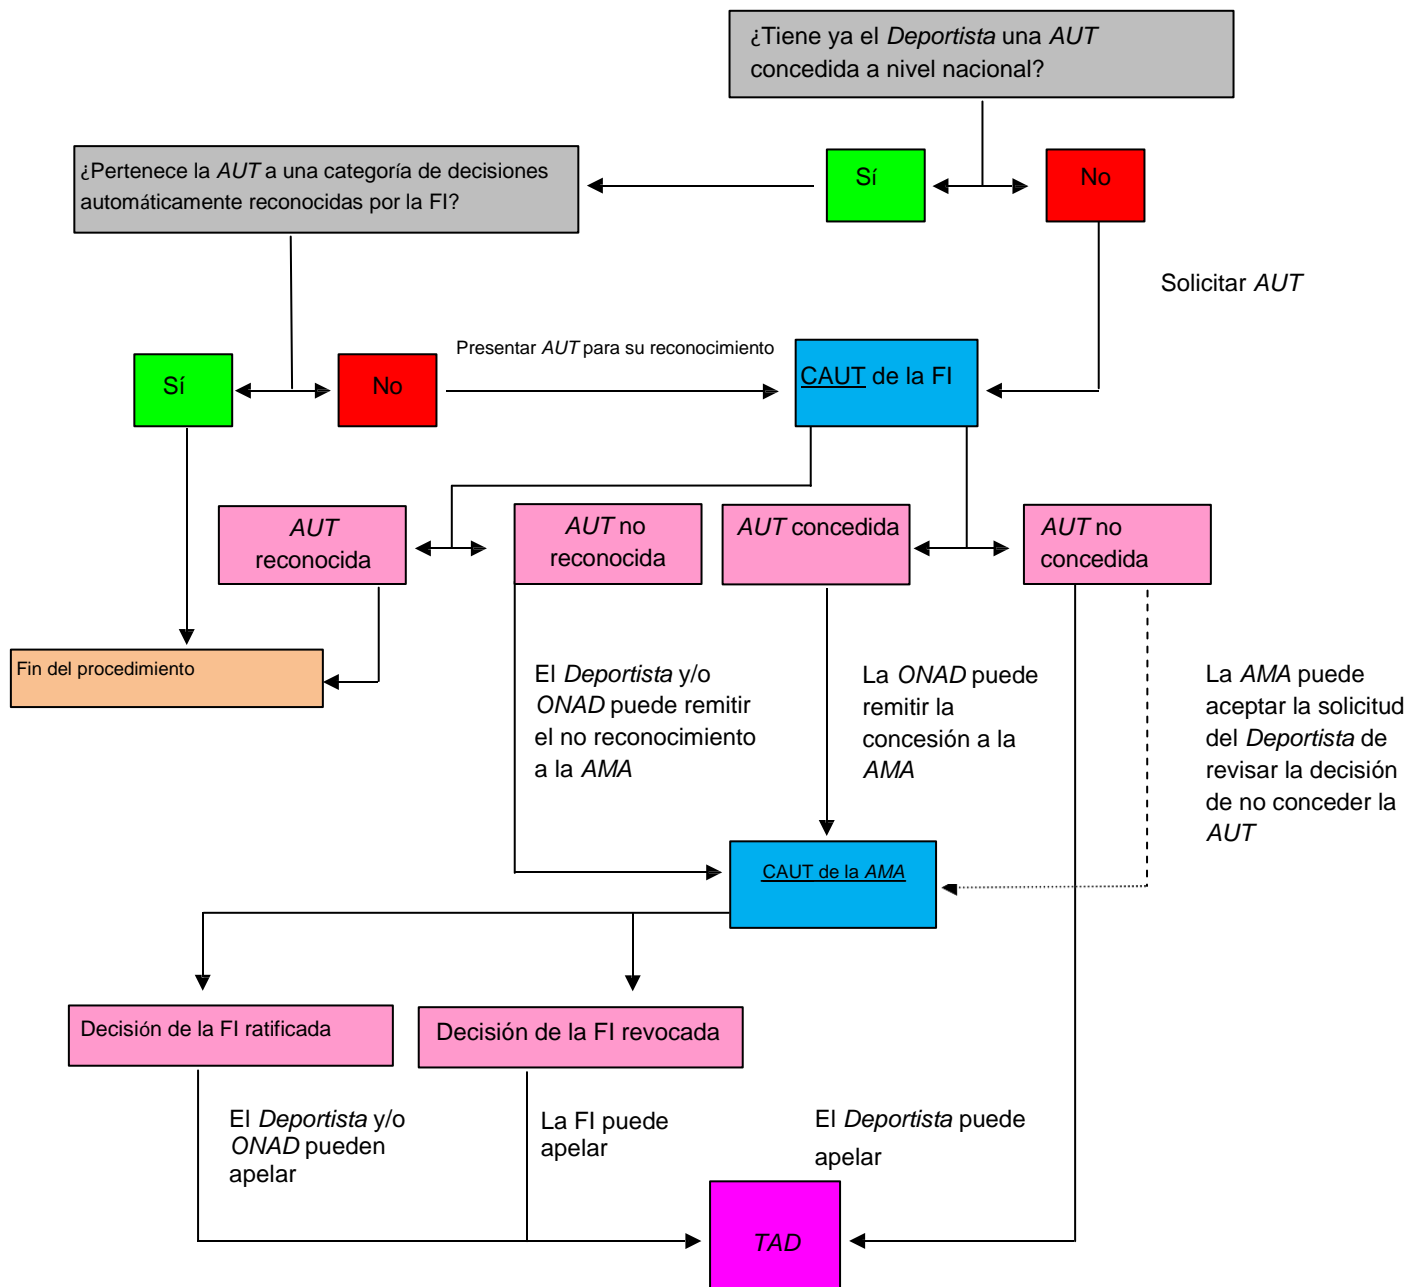 ¿Tiene ya el Deportista una AUT
concedida a nivel nacional?
¿Pertenece la AUT a una categoría de decisiones
automáticamente reconocidas por la FI?
Sí
No
Solicitar AUT
Sí
No
Presentar AUT para su reconocimiento
CAUT de la FI
AUT
reconocida
AUT no
reconocida
AUT concedida
AUT no
concedida
Fin del procedimiento
El Deportista y/o
ONAD puede remitir
el no reconocimiento
a la AMA
La ONAD puede
remitir la
concesión a la
AMA
La AMA puede
aceptar la solicitud
del Deportista de
revisar la decisión
de no conceder la
AUT
CAUT de la AMA
Decisión de la FI ratificada
Decisión de la FI revocada
El Deportista y/o
ONAD pueden
apelar
La FI puede
apelar
El Deportista puede
apelar
TAD